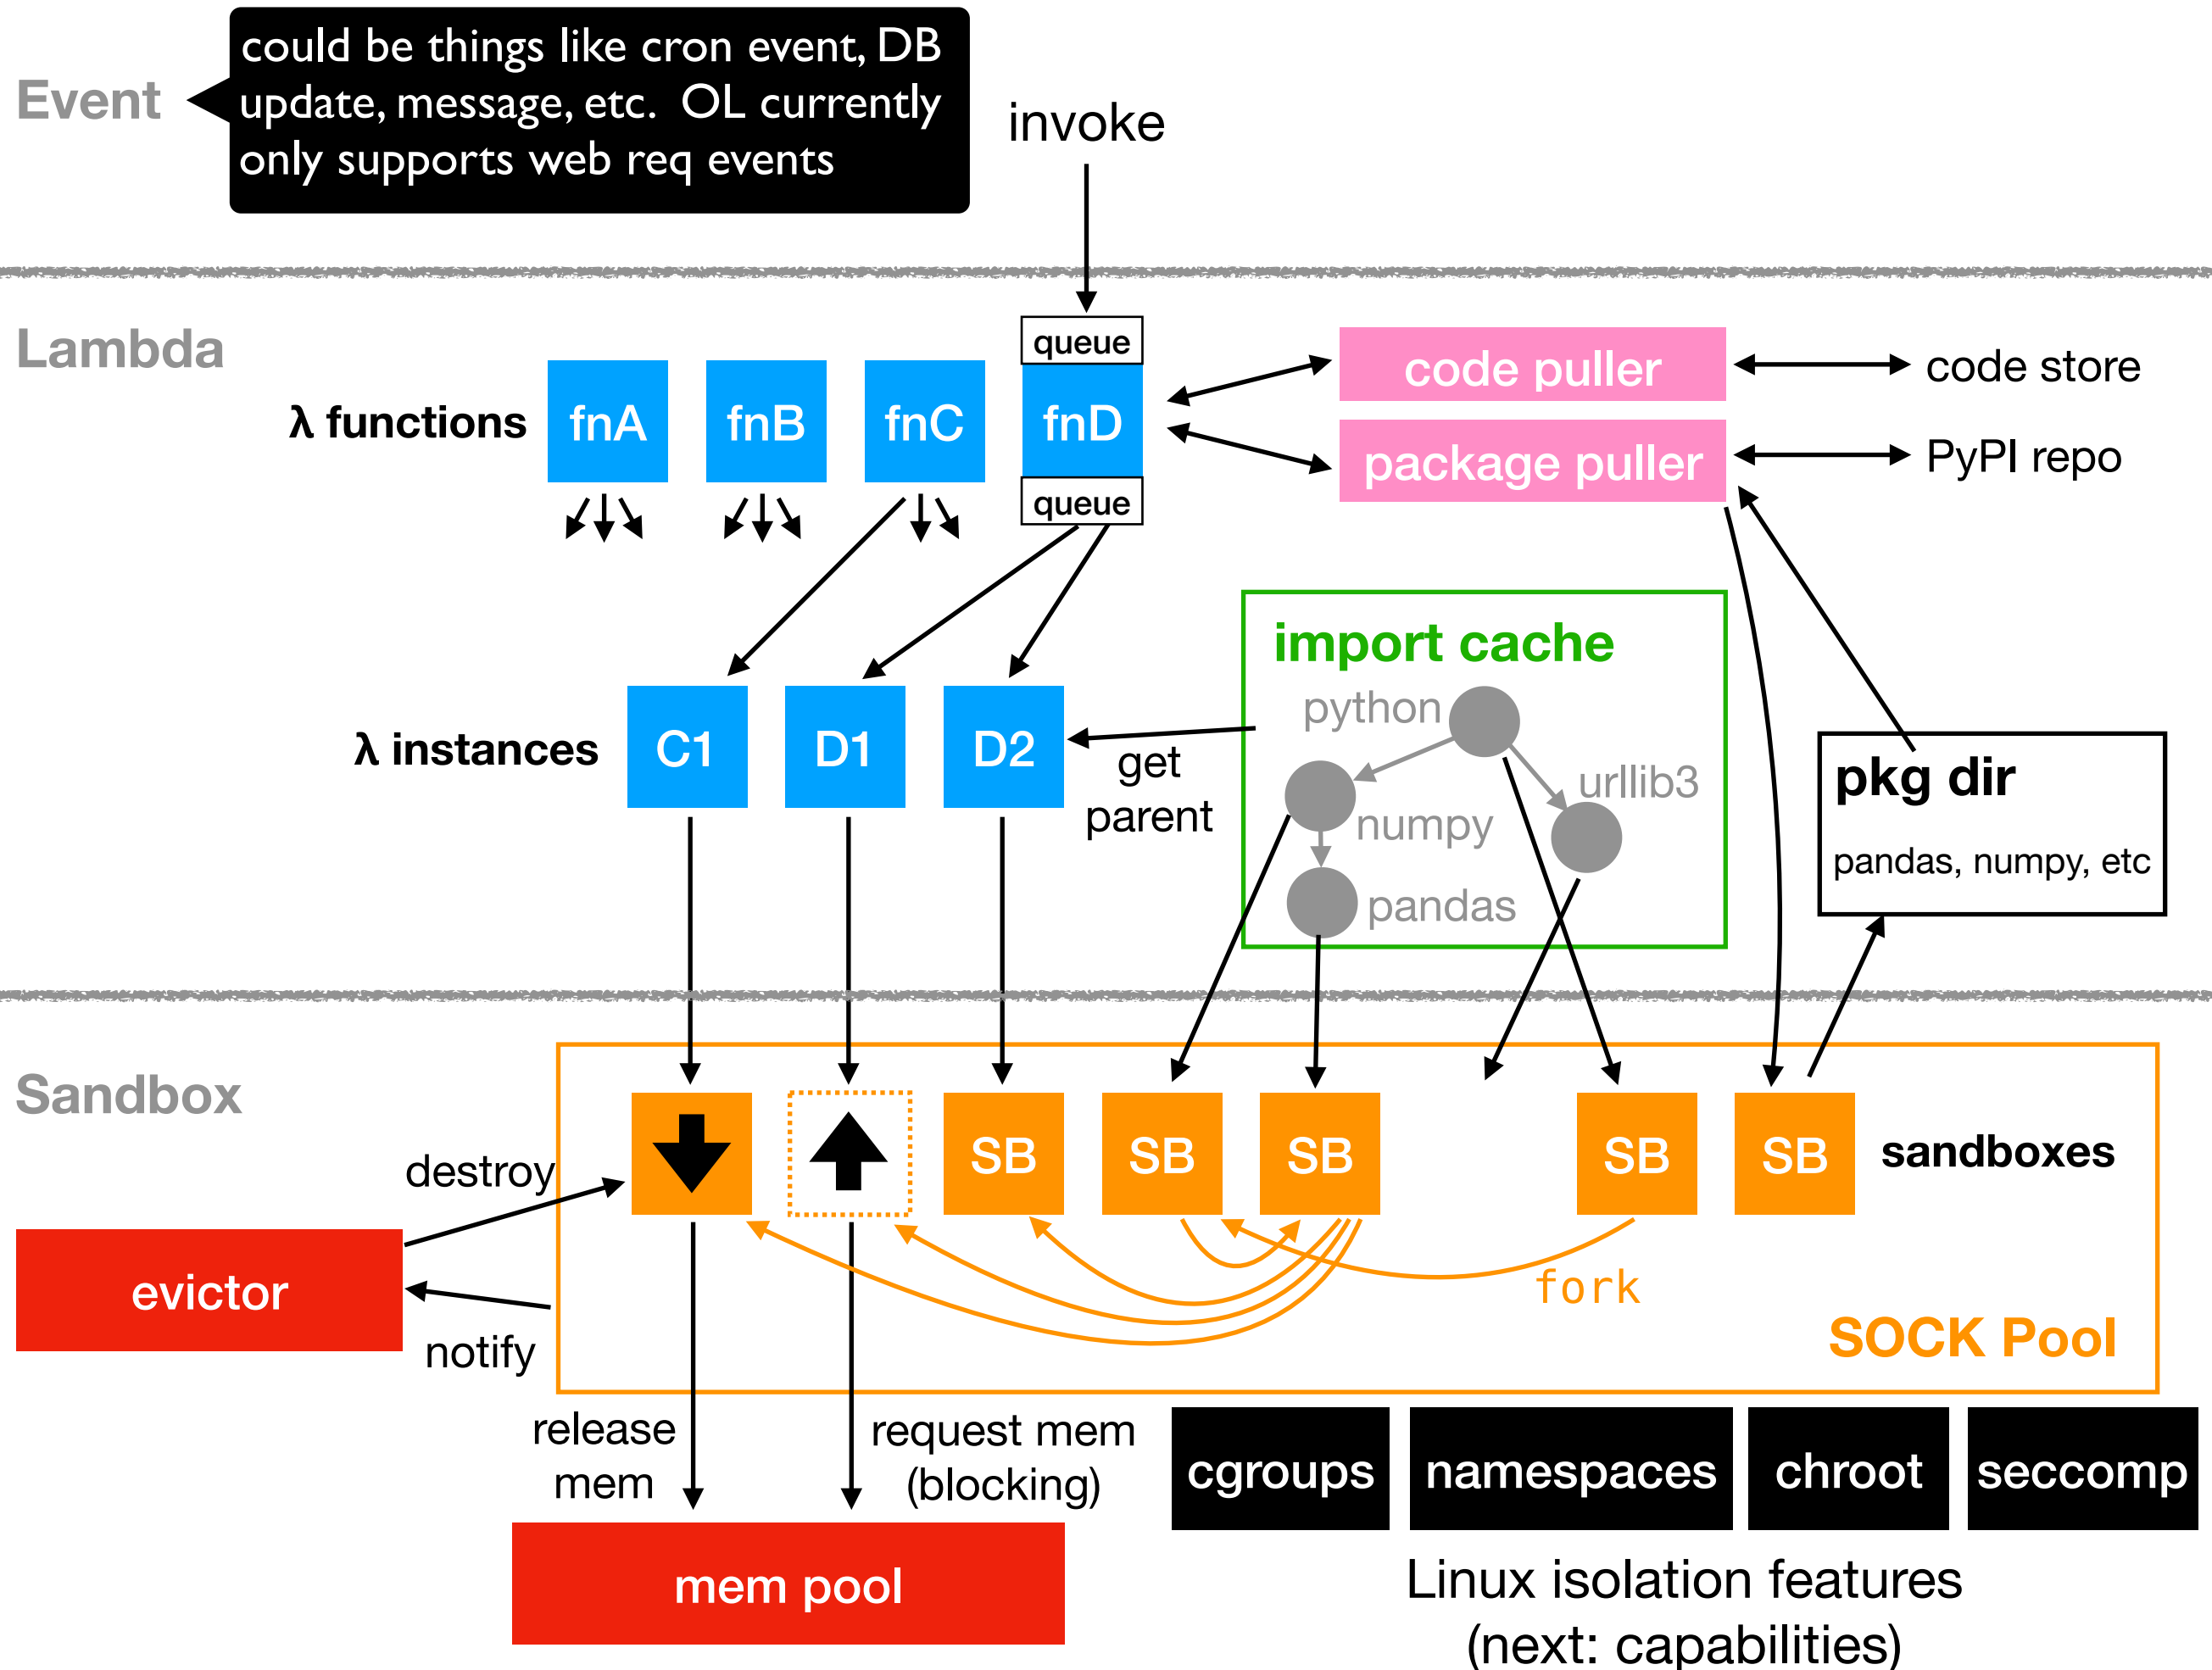 could be things like cron event, DB
update, message, etc.  OL currently
only supports web req events
Event
invoke
Lambda
queue
code puller
code store
λ functions
fnA
fnB
fnC
fnD
package puller
PyPI repo
queue
import cache
python
λ instances
C1
D1
D2
get
parent
urllib3
numpy
pandas
pkg dir
pandas, numpy, etc
Sandbox
SB
SB
SB
SB
SB
sandboxes
destroy
evictor
notify
fork
SOCK Pool
release
mem
request mem
(blocking)
cgroups
namespaces
chroot
seccomp
mem pool
Linux isolation features
(next: capabilities)